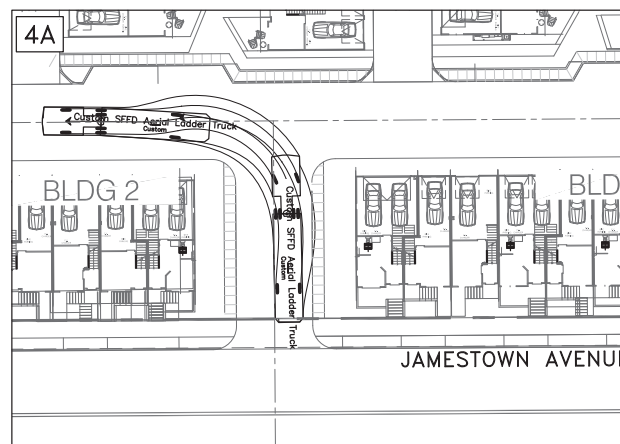 4A
Custom SFFD Aerial Ladder Truck
Custom
BLDG 2
BLD
Custom SFFD Aerial Ladder Truck
Custom
JAMESTOWN AVENU